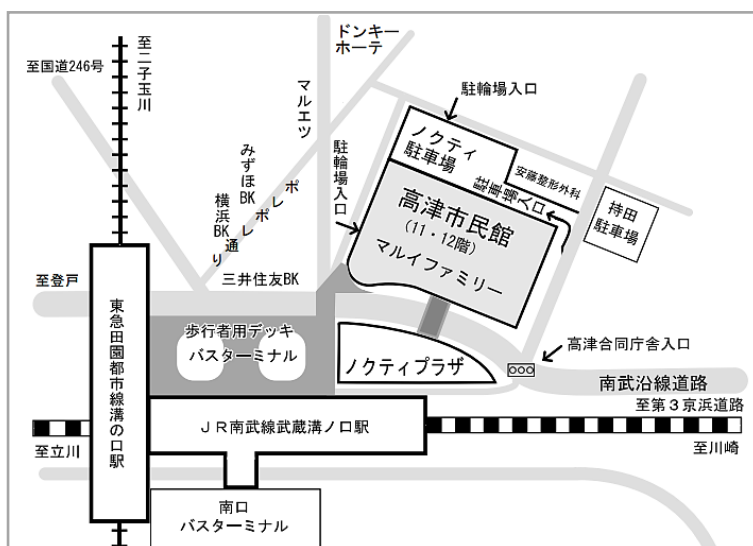 ドンキー
ホーテ
至国道246号
至二子玉川
マルエツ
駐輪場入口
駐輪場入口
ノクティ
駐車場
安藤整形外科
駐車場入口
持田
駐車場
みずほBK
横浜BK
ポレポレ通り
高津市民館
(11・12階)
マルイファミリー
至登戸
三井住友BK
東急田園都市線溝の口駅
歩行者用デッキ
バスターミナル
ノクティプラザ
高津合同庁舎入口
南武沿線道路
至第3京浜道路
JR南武線武蔵溝ノ口駅
至立川
至川崎
南口
バスターミナル